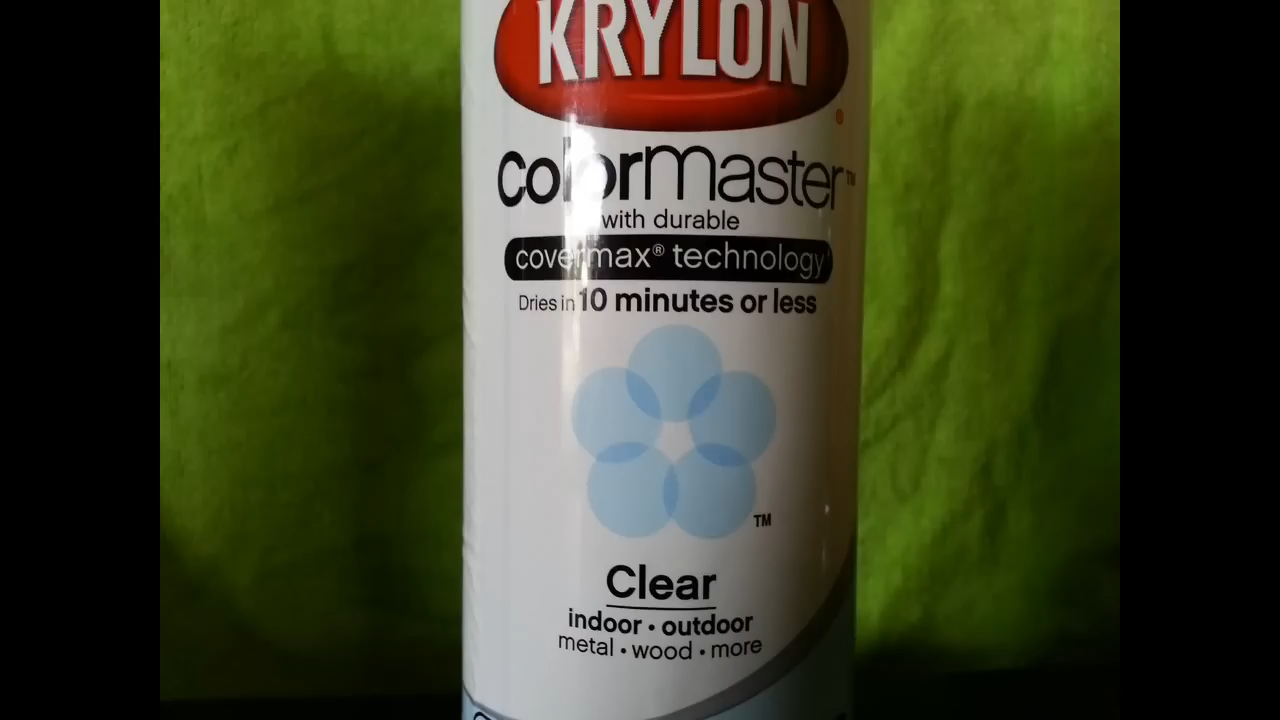 KRYLON
colormaster™
with durable
covermax® technology
Dries in 10 minutes or less
TM
Clear
indoor • outdoor
metal • wood • more